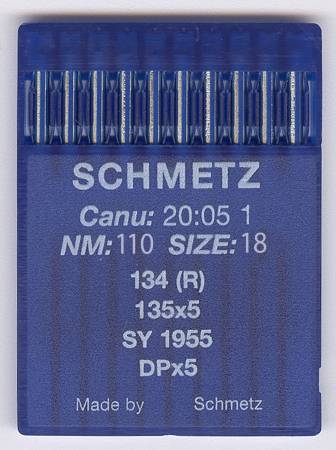 SCHMETZ
Canu: 20:05 1
NM:110 SIZE:18
134 (R)
135x5
SY 1955
DPx5
Made by Schmetz